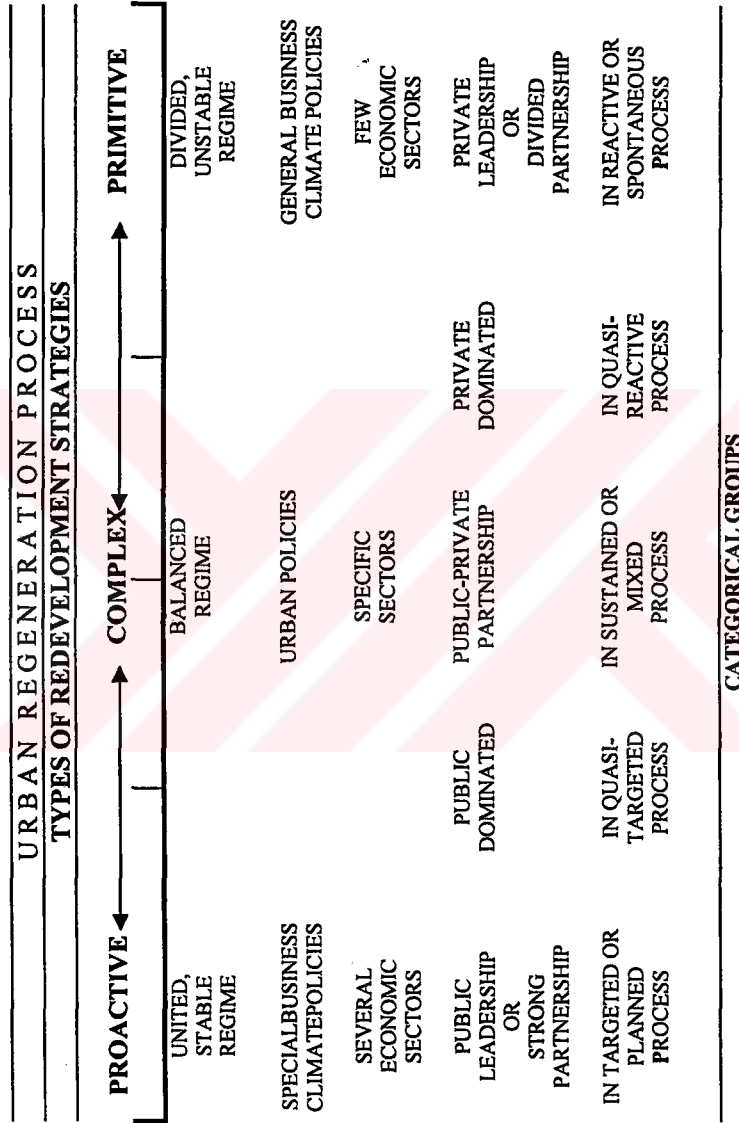 URBAN REGENERATION PROCESS
TYPES OF REDEVELOPMENT STRATEGIES
PROACTIVE COMPLEX PRIMITIVE
UNITED,
STABLE
REGIME
BALANCED
REGIME
DIVIDED,
UNSTABLE
REGIME
SPECIALBUSINESS
CLIMATEPOLICIES
URBAN POLICIES
GENERAL BUSINESS
CLIMATE POLICIES
SEVERAL
ECONOMIC
SECTORS
SPECIFIC
SECTORS
FEW
ECONOMIC
SECTORS
PUBLIC
LEADERSHIP
OR
STRONG
PARTNERSHIP
PUBLIC
DOMINATED
PUBLIC-PRIVATE
PARTNERSHIP
PRIVATE
DOMINATED
PRIVATE
LEADERSHIP
OR
DIVIDED
PARTNERSHIP
IN TARGETED OR
PLANNED
PROCESS
IN QUASI-
TARGETED
PROCESS
IN SUSTAINED OR
MIXED
PROCESS
IN QUASI-
REACTIVE
PROCESS
IN REACTIVE OR
SPONTANEOUS
PROCESS
CATEGORICAL GROUPS